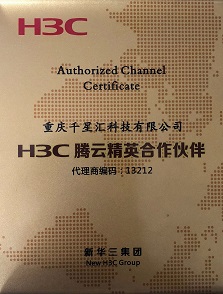 H3C
Authorized Channel
Certificate
重庆千星汇科技有限公司
H3C 腾云精英合作伙伴
代理商编码：13212
新华三集团
New H3C Group